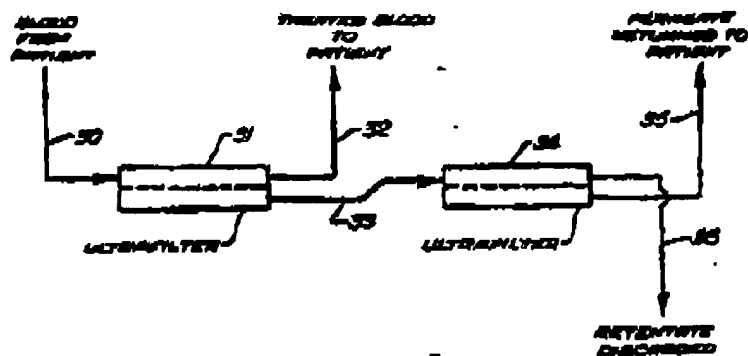 BLOOD
FROM
PATIENT
TREATED BLOOD
TO
PATIENT
PERMEATE
RETURNED TO
PATIENT
30
31
32
33
34
35
36
ULTRAFILTER
ULTRAFILTER
RETENTATE
DISCARDED